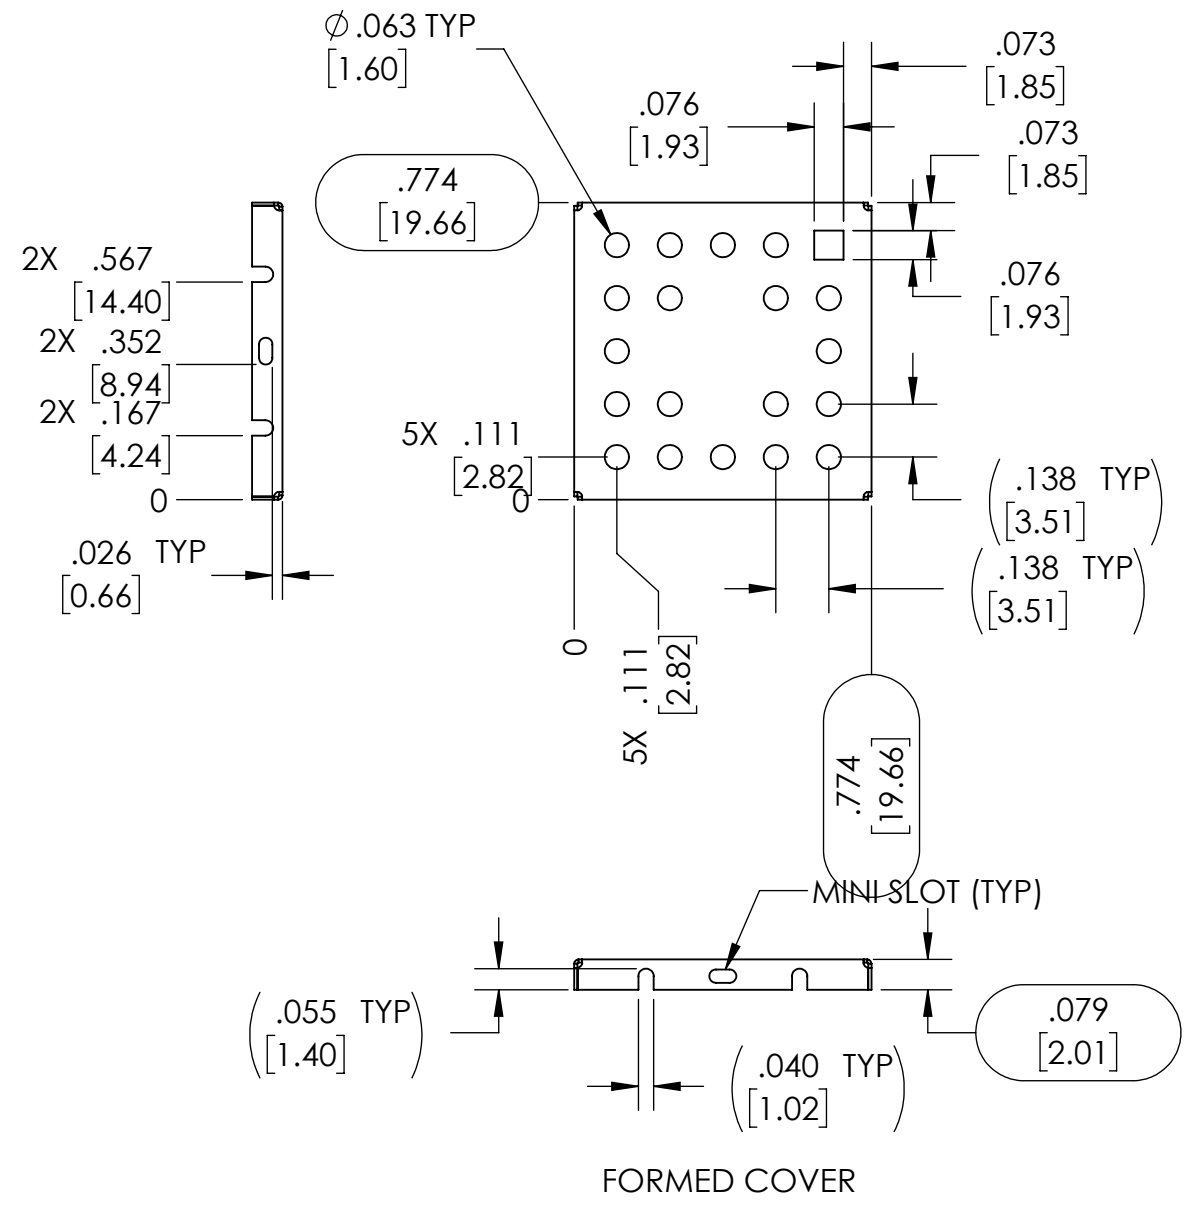 ⌀.063 TYP
[1.60]
.073
[1.85]
.076
[1.93]
.073
[1.85]
.774
[19.66]
2X .567
[14.40]
.076
[1.93]
2X .352
[8.94]
2X .167
[4.24]
0
5X .111
[2.82]
0
(.138 TYP)
[3.51]
.026 TYP
[0.66]
(.138 TYP)
[3.51]
0
5X .111
[2.82]
.774
[19.66]
MINI SLOT (TYP)
(.055 TYP)
[1.40]
.079
[2.01]
(.040 TYP)
[1.02]
FORMED COVER